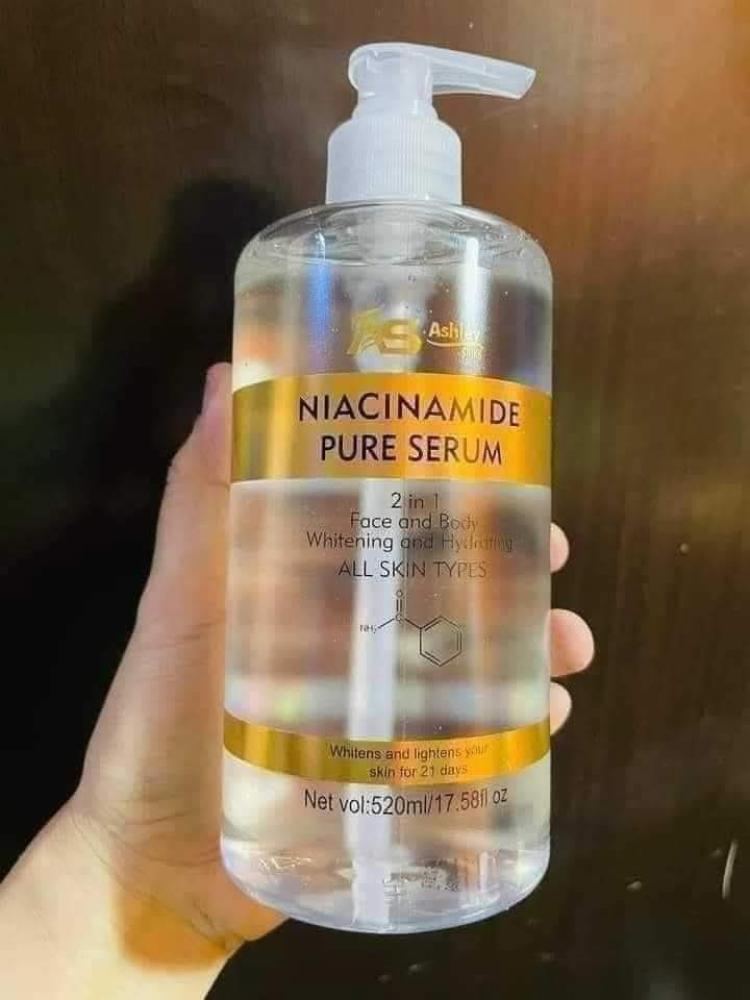 AS Ashley
NIACINAMIDE
PURE SERUM
2 in 1
Face and Body
Whitening and Hydrating
ALL SKIN TYPES
O
NH₂
Whitens and lightens your
skin for 21 days
Net vol:520ml/17.58fl oz